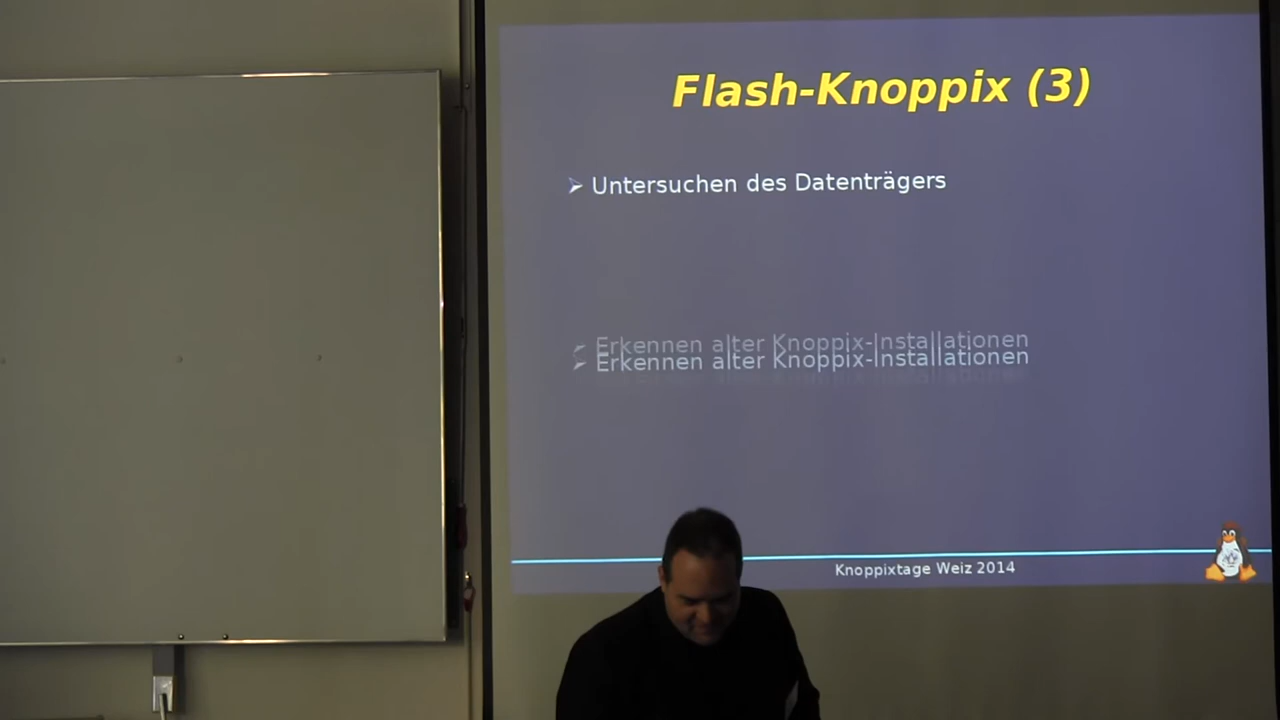 Flash-Knoppix (3)
Untersuchen des Datenträgers
Erkennen alter Knoppix-Installationen
Erkennen alter Knoppix-Installationen
Knoppixtage Weiz 2014